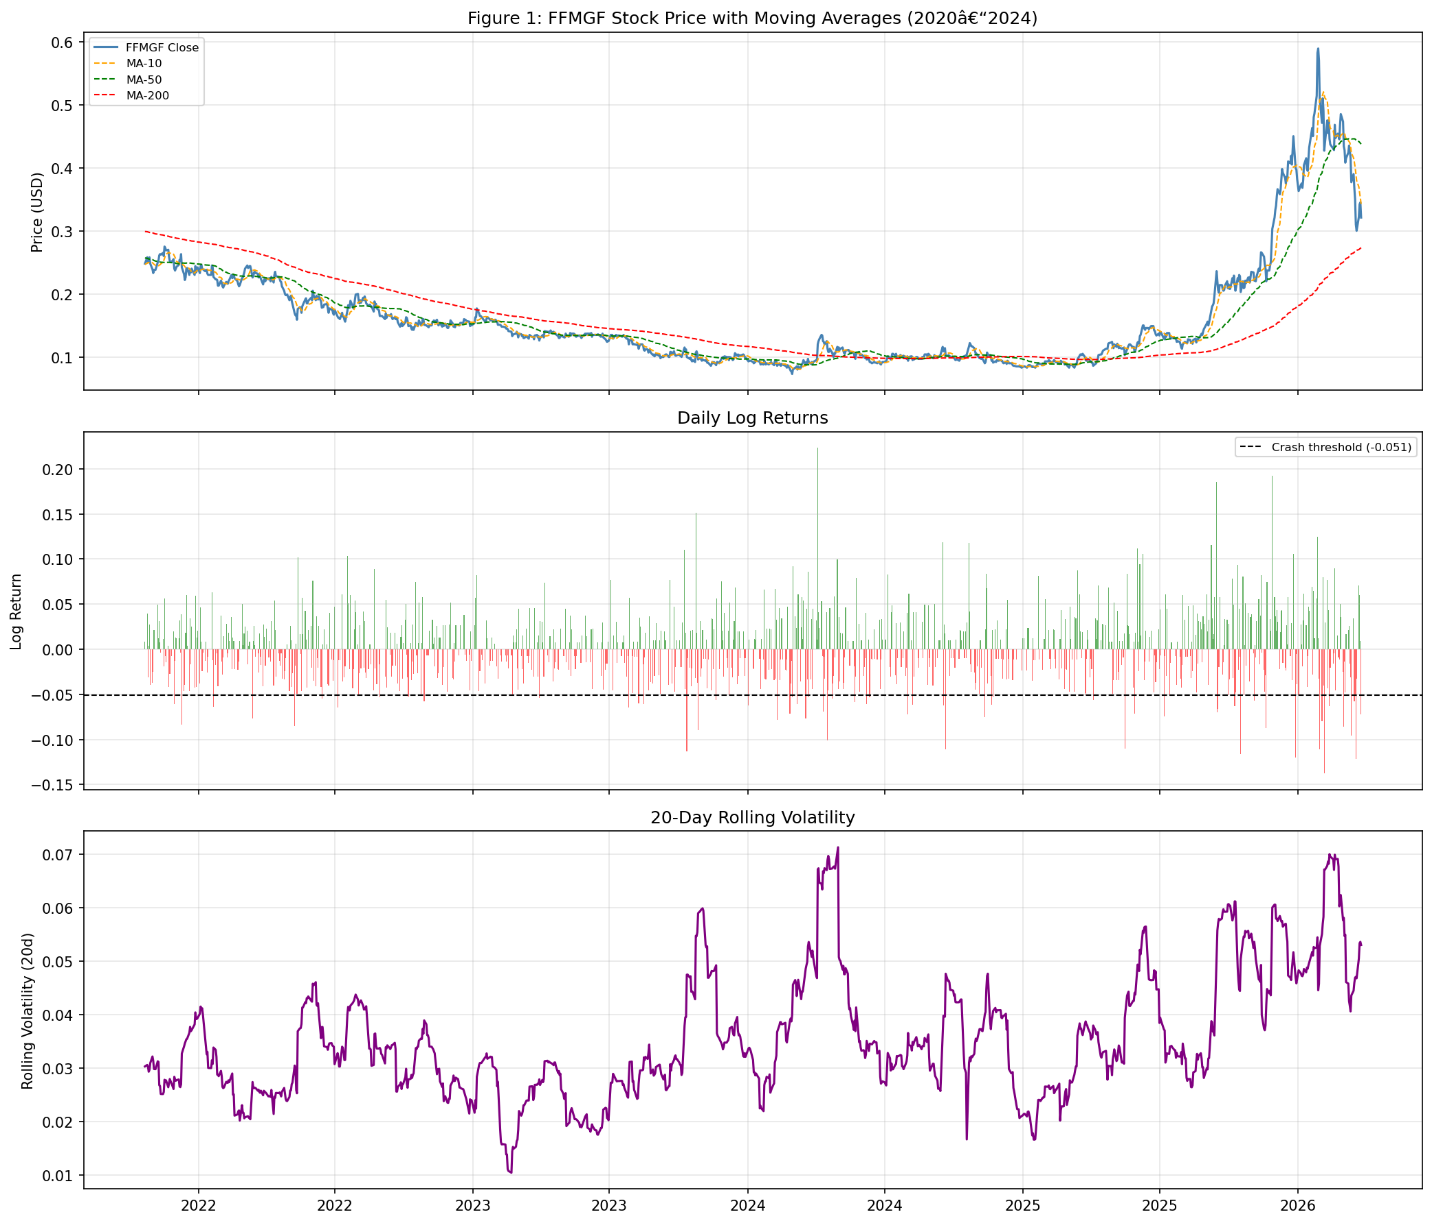 Figure 1: FFMGF Stock Price with Moving Averages (2020â€“2024)
FFMGF Close
MA-10
MA-50
MA-200
Price (USD)
0.6
0.5
0.4
0.3
0.2
0.1
Daily Log Returns
Crash threshold (-0.051)
Log Return
0.20
0.15
0.10
0.05
0.00
−0.05
−0.10
−0.15
20-Day Rolling Volatility
Rolling Volatility (20d)
0.07
0.06
0.05
0.04
0.03
0.02
0.01
2022 2022 2023 2023 2024 2024 2025 2025 2026